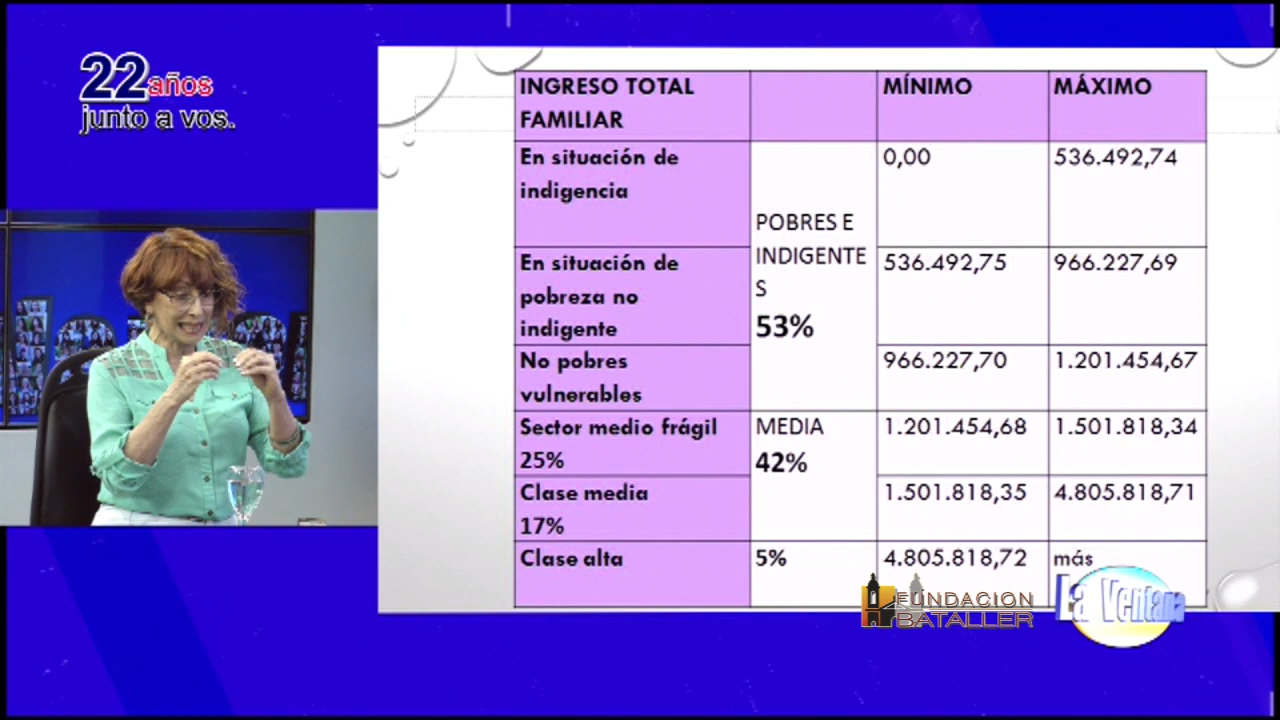 22 años
junto a vos.
INGRESO TOTAL
FAMILIAR
MÍNIMO
MÁXIMO
En situación de
indigencia
POBRES E
INDIGENTE
S
53%
0,00
536.492,74
En situación de
pobreza no
indigente
536.492,75
966.227,69
No pobres
vulnerables
966.227,70
1.201.454,67
Sector medio frágil
25%
MEDIA
42%
1.201.454,68
1.501.818,34
Clase media
17%
1.501.818,35
4.805.818,71
Clase alta
5%
4.805.818,72
más
FUNDACION
BATALLER
La Ventana